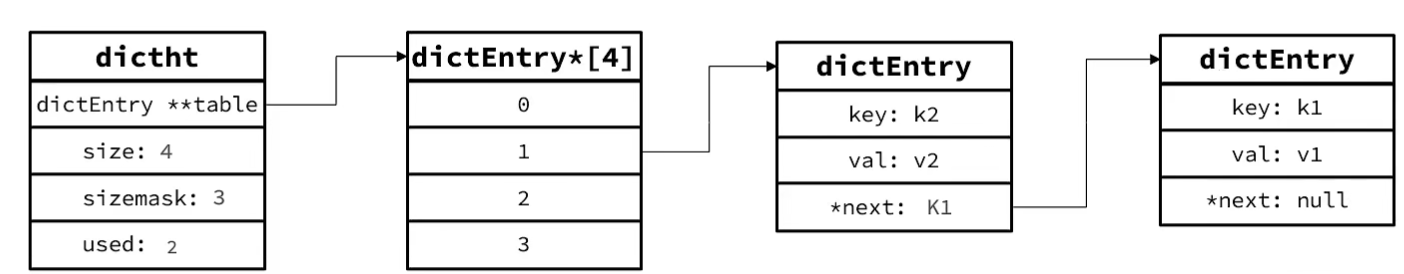 dictht
dictEntry **table
size: 4
sizemask: 3
used: 2
dictEntry*[4]
0
1
2
3
dictEntry
key: k2
val: v2
*next: K1
dictEntry
key: k1
val: v1
*next: null